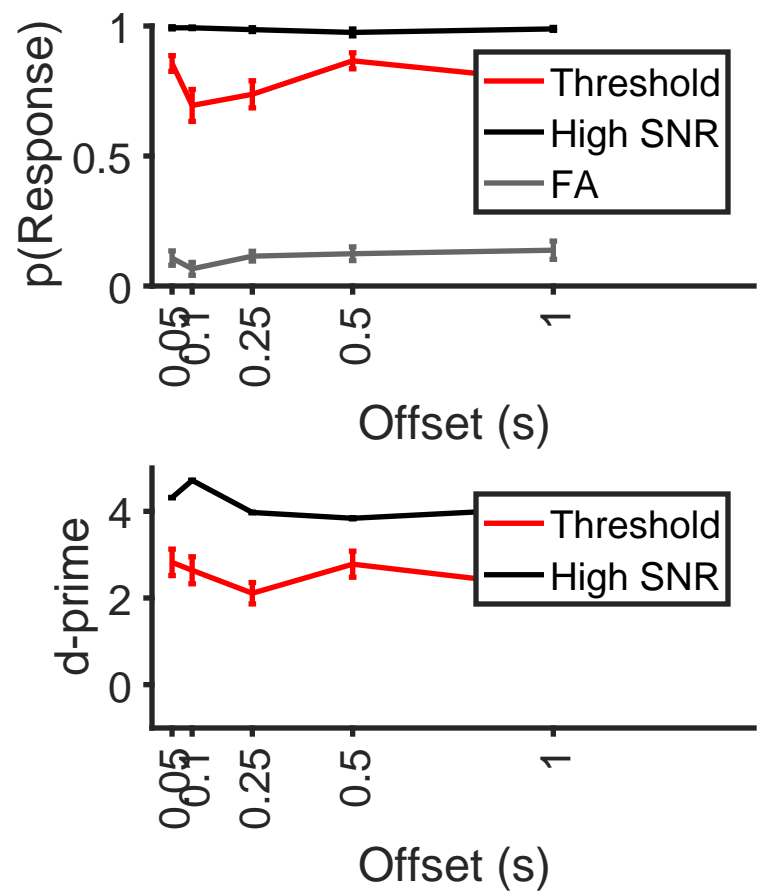 p(Response)
1
0.5
0
Threshold
High SNR
FA
0.05
0.1
0.25
0.5
1
Offset (s)
d-prime
4
2
0
Threshold
High SNR
0.05
0.1
0.25
0.5
1
Offset (s)